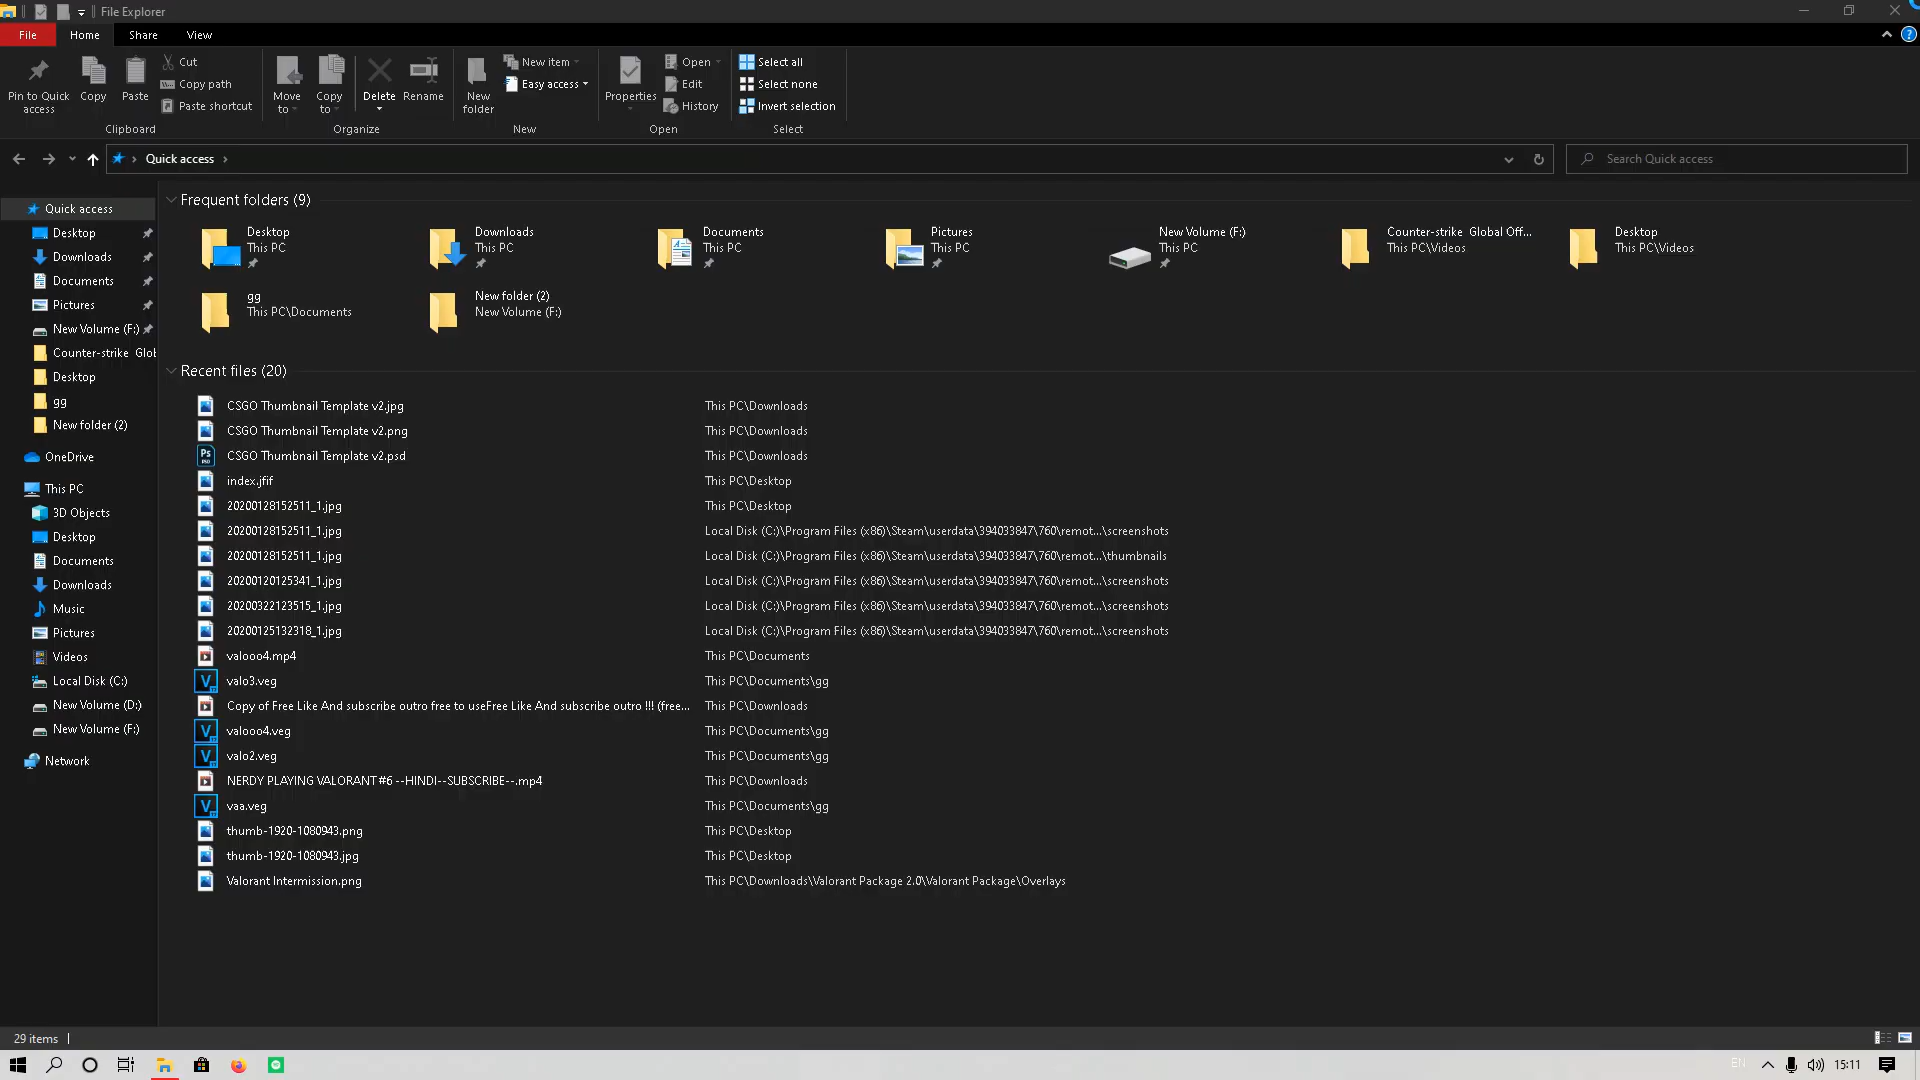 File Explorer
File Home Share View
Pin to Quick access
Copy
Paste
Cut
Copy path
Paste shortcut
Clipboard
Move to
Copy to
Delete
Rename
Organize
New folder
New item
Easy access
New
Properties
Open
Edit
History
Open
Select all
Select none
Invert selection
Select
Quick access
Search Quick access
Quick access
Desktop
Downloads
Documents
Pictures
New Volume (F:)
Counter-strike Glob
Desktop
gg
New folder (2)
OneDrive
This PC
3D Objects
Desktop
Documents
Downloads
Music
Pictures
Videos
Local Disk (C:)
New Volume (D:)
New Volume (F:)
Network
Frequent folders (9)
Desktop
This PC
Downloads
This PC
Documents
This PC
Pictures
This PC
New Volume (F:)
This PC
Counter-strike Global Off...
This PC\Videos
Desktop
This PC\Videos
gg
This PC\Documents
New folder (2)
New Volume (F:)
Recent files (20)
CSGO Thumbnail Template v2.jpg This PC\Downloads
CSGO Thumbnail Template v2.png This PC\Downloads
CSGO Thumbnail Template v2.psd This PC\Downloads
index.jfif This PC\Desktop
20200128152511_1.jpg This PC\Desktop
20200128152511_1.jpg Local Disk (C:)\Program Files (x86)\Steam\userdata\394033847\760\remot...\screenshots
20200128152511_1.jpg Local Disk (C:)\Program Files (x86)\Steam\userdata\394033847\760\remot...\thumbnails
20200120125341_1.jpg Local Disk (C:)\Program Files (x86)\Steam\userdata\394033847\760\remot...\screenshots
20200322123515_1.jpg Local Disk (C:)\Program Files (x86)\Steam\userdata\394033847\760\remot...\screenshots
20200125132318_1.jpg Local Disk (C:)\Program Files (x86)\Steam\userdata\394033847\760\remot...\screenshots
valooo4.mp4 This PC\Documents
valo3.veg This PC\Documents\gg
Copy of Free Like And subscribe outro free to useFree Like And subscribe outro !!! (free... This PC\Downloads
valooo4.veg This PC\Documents\gg
valo2.veg This PC\Documents\gg
NERDY PLAYING VALORANT #6 --HINDI--SUBSCRIBE--.mp4 This PC\Downloads
vaa.veg This PC\Documents\gg
thumb-1920-1080943.png This PC\Desktop
thumb-1920-1080943.jpg This PC\Desktop
Valorant Intermission.png This PC\Downloads\Valorant Package 2.0\Valorant Package\Overlays
29 items
EN
15:11